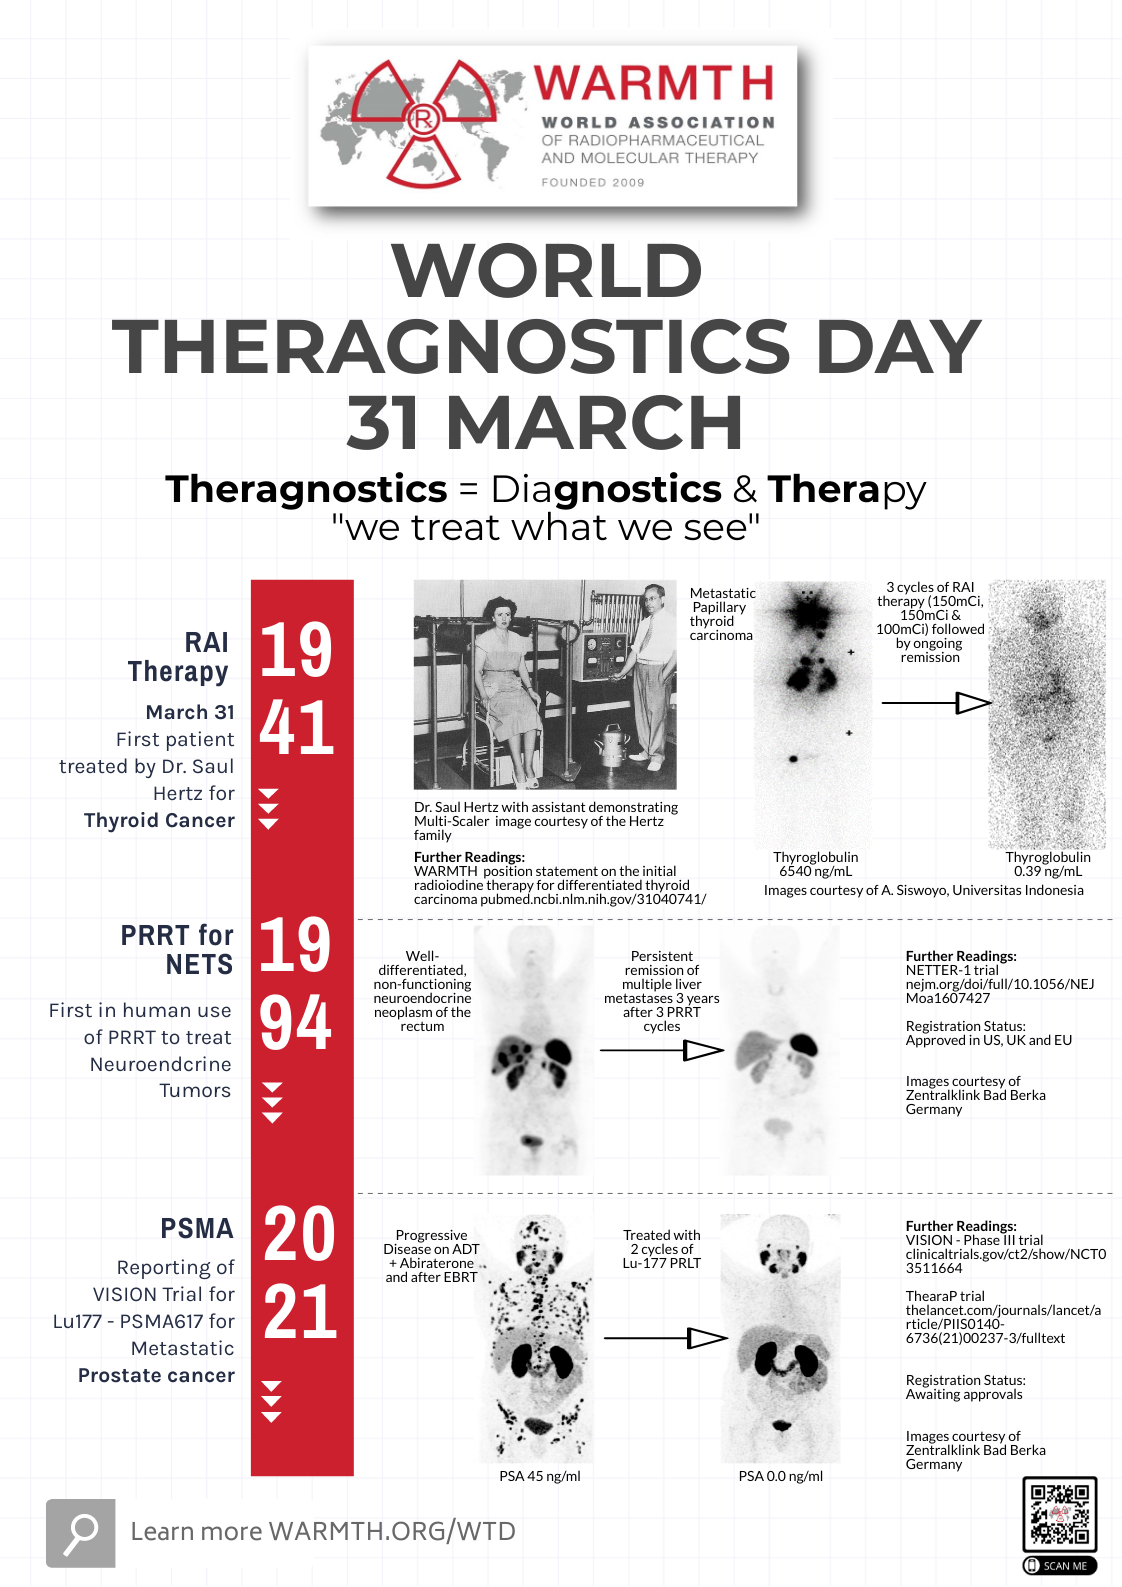 WARMTH
WORLD ASSOCIATION
OF RADIOPHARMACEUTICAL
AND MOLECULAR THERAPY
FOUNDED 2009
Rx
WORLD
THERAGNOSTICS DAY
31 MARCH
Theragnostics = Diagnostics & Therapy
"we treat what we see"
RAI
Therapy
March 31
First patient
treated by Dr. Saul
Hertz for
Thyroid Cancer
19
41
Dr. Saul Hertz with assistant demonstrating
Multi-Scaler image courtesy of the Hertz
family
Further Readings:
WARMTH position statement on the initial
radioiodine therapy for differentiated thyroid
carcinoma pubmed.ncbi.nlm.nih.gov/31040741/
Metastatic
Papillary
thyroid
carcinoma
3 cycles of RAI
therapy (150mCi,
150mCi &
100mCi) followed
by ongoing
remission
Thyroglobulin
6540 ng/mL
Thyroglobulin
0.39 ng/mL
Images courtesy of A. Siswoyo, Universitas Indonesia
PRRT for
NETS
First in human use
of PRRT to treat
Neuroendcrine
Tumors
19
94
Well-
differentiated,
non-functioning
neuroendocrine
neoplasm of the
rectum
Persistent
remission of
multiple liver
metastases 3 years
after 3 PRRT
cycles
Further Readings:
NETTER-1 trial
nejm.org/doi/full/10.1056/NEJ
Moa1607427
Registration Status:
Approved in US, UK and EU
Images courtesy of
Zentralklink Bad Berka
Germany
PSMA
Reporting of
VISION Trial for
Lu177 - PSMA617 for
Metastatic
Prostate cancer
20
21
Progressive
Disease on ADT
+ Abiraterone
and after EBRT
Treated with
2 cycles of
Lu-177 PRLT
PSA 45 ng/ml
PSA 0.0 ng/ml
Further Readings:
VISION - Phase III trial
clinicaltrials.gov/ct2/show/NCT0
3511664
ThearaP trial
thelancet.com/journals/lancet/a
rticle/PIIS0140-
6736(21)00237-3/fulltext
Registration Status:
Awaiting approvals
Images courtesy of
Zentralklink Bad Berka
Germany
Learn more WARMTH.ORG/WTD
SCAN ME